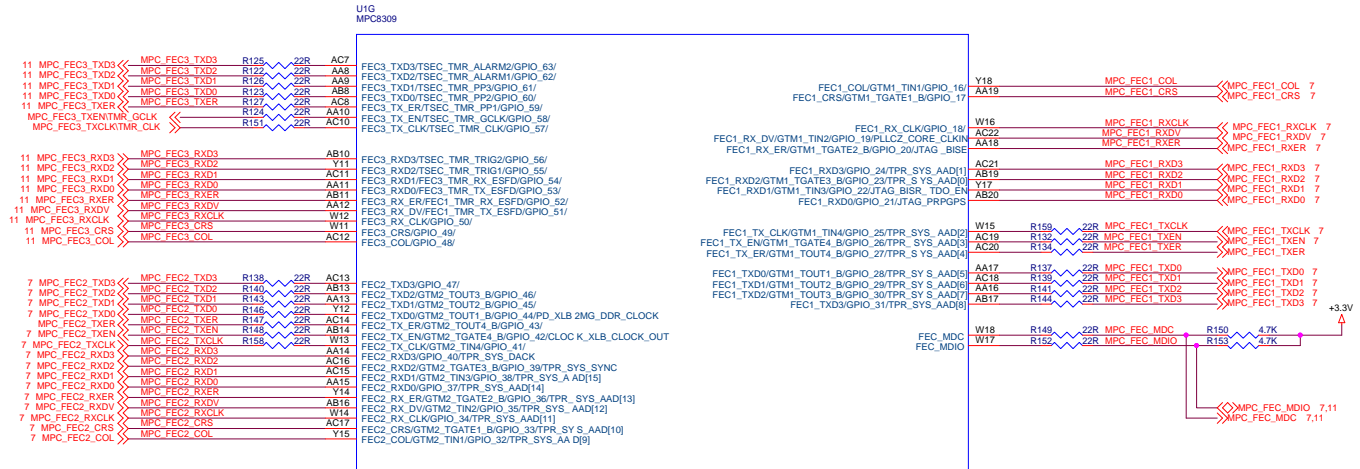 U1G
MPC8309
11 MPC_FEC3_TXD3 MPC_FEC3_TXD3 R125 22R AC7 FEC3_TXD3/TSEC_TMR_ALARM2/GPIO_63/
11 MPC_FEC3_TXD2 MPC_FEC3_TXD2 R122 22R AA8 FEC3_TXD2/TSEC_TMR_ALARM1/GPIO_62/
11 MPC_FEC3_TXD1 MPC_FEC3_TXD1 R126 22R AA9 FEC3_TXD1/TSEC_TMR_PP3/GPIO_61/
11 MPC_FEC3_TXD0 MPC_FEC3_TXD0 R123 22R AB8 FEC3_TXD0/TSEC_TMR_PP2/GPIO_60/
11 MPC_FEC3_TXER MPC_FEC3_TXER R127 22R AC8 FEC3_TX_ER/TSEC_TMR_PP1/GPIO_59/
MPC_FEC3_TXEN\TMR_GCLK R124 22R AA10 FEC3_TX_EN/TSEC_TMR_GCLK/GPIO_58/
MPC_FEC3_TXCLK\TMR_CLK R151 22R AC10 FEC3_TX_CLK/TSEC_TMR_CLK/GPIO_57/
11 MPC_FEC3_RXD3 MPC_FEC3_RXD3 AB10 FEC3_RXD3/TSEC_TMR_TRIG2/GPIO_56/
11 MPC_FEC3_RXD2 MPC_FEC3_RXD2 Y11 FEC3_RXD2/TSEC_TMR_TRIG1/GPIO_55/
11 MPC_FEC3_RXD1 MPC_FEC3_RXD1 AC11 FEC3_RXD1/FEC3_TMR_RX_ESFD/GPIO_54/
11 MPC_FEC3_RXD0 MPC_FEC3_RXD0 AA11 FEC3_RXD0/FEC3_TMR_TX_ESFD/GPIO_53/
11 MPC_FEC3_RXER MPC_FEC3_RXER AB11 FEC3_RX_ER/FEC1_TMR_RX_ESFD/GPIO_52/
11 MPC_FEC3_RXDV MPC_FEC3_RXDV AA12 FEC3_RX_DV/FEC1_TMR_TX_ESFD/GPIO_51/
11 MPC_FEC3_RXCLK MPC_FEC3_RXCLK W12 FEC3_RX_CLK/GPIO_50/
11 MPC_FEC3_CRS MPC_FEC3_CRS W11 FEC3_CRS/GPIO_49/
11 MPC_FEC3_COL MPC_FEC3_COL AC12 FEC3_COL/GPIO_48/
7 MPC_FEC2_TXD3 MPC_FEC2_TXD3 R138 22R AC13 FEC2_TXD3/GPIO_47/
7 MPC_FEC2_TXD2 MPC_FEC2_TXD2 R140 22R AB13 FEC2_TXD2/GTM2_TOUT3_B/GPIO_46/
7 MPC_FEC2_TXD1 MPC_FEC2_TXD1 R143 22R AA13 FEC2_TXD1/GTM2_TOUT2_B/GPIO_45/
7 MPC_FEC2_TXD0 MPC_FEC2_TXD0 R146 22R Y12 FEC2_TXD0/GTM2_TOUT1_B/GPIO_44/PD_XLB 2MG_DDR_CLOCK
MPC_FEC2_TXER MPC_FEC2_TXER R147 22R AC14 FEC2_TX_ER/GTM2_TOUT4_B/GPIO_43/
7 MPC_FEC2_TXEN MPC_FEC2_TXEN R148 22R AB14 FEC2_TX_EN/GTM2_TGATE4_B/GPIO_42/CLOC K_XLB_CLOCK_OUT
7 MPC_FEC2_TXCLK MPC_FEC2_TXCLK R158 22R W13 FEC2_TX_CLK/GTM2_TIN4/GPIO_41/
7 MPC_FEC2_RXD3 MPC_FEC2_RXD3 AA14 FEC2_RXD3/GPIO_40/TPR_SYS_DACK
7 MPC_FEC2_RXD2 MPC_FEC2_RXD2 AC16 FEC2_RXD2/GTM2_TGATE3_B/GPIO_39/TPR_SYS_SYNC
7 MPC_FEC2_RXD1 MPC_FEC2_RXD1 AC15 FEC2_RXD1/GTM2_TIN3/GPIO_38/TPR_SYS_A AD[15]
7 MPC_FEC2_RXD0 MPC_FEC2_RXD0 AA15 FEC2_RXD0/GPIO_37/TPR_SYS_AAD[14]
7 MPC_FEC2_RXER MPC_FEC2_RXER Y14 FEC2_RX_ER/GTM2_TGATE2_B/GPIO_36/TPR_ SYS_AAD[13]
7 MPC_FEC2_RXDV MPC_FEC2_RXDV AB16 FEC2_RX_DV/GTM2_TIN2/GPIO_35/TPR_SYS_AAD[12]
7 MPC_FEC2_RXCLK MPC_FEC2_RXCLK W14 FEC2_RX_CLK/GPIO_34/TPR_SYS_AAD[11]
7 MPC_FEC2_CRS MPC_FEC2_CRS AC17 FEC2_CRS/GTM2_TGATE1_B/GPIO_33/TPR_SY S_AAD[10]
7 MPC_FEC2_COL MPC_FEC2_COL Y15 FEC2_COL/GTM2_TIN1/GPIO_32/TPR_SYS_AA D[9]
FEC1_COL/GTM1_TIN1/GPIO_16/ Y18 MPC_FEC1_COL MPC_FEC1_COL 7
FEC1_CRS/GTM1_TGATE1_B/GPIO_17 AA19 MPC_FEC1_CRS MPC_FEC1_CRS 7
FEC1_RX_CLK/GPIO_18/ W16 MPC_FEC1_RXCLK MPC_FEC1_RXCLK 7
FEC1_RX_DV/GTM1_TIN2/GPIO_19/PLLCZ_CORE_CLKIN AC22 MPC_FEC1_RXDV MPC_FEC1_RXDV 7
FEC1_RX_ER/GTM1_TGATE2_B/GPIO_20/JTAG _BISE AA18 MPC_FEC1_RXER MPC_FEC1_RXER 7
FEC1_RXD3/GPIO_24/TPR_SYS_AAD[1] AC21 MPC_FEC1_RXD3 MPC_FEC1_RXD3 7
FEC1_RXD2/GTM1_TGATE3_B/GPIO_23/TPR_S YS_AAD[0] AB19 MPC_FEC1_RXD2 MPC_FEC1_RXD2 7
FEC1_RXD1/GTM1_TIN3/GPIO_22/JTAG_BISR_ TDO_EN Y17 MPC_FEC1_RXD1 MPC_FEC1_RXD1 7
FEC1_RXD0/GPIO_21/JTAG_PRPGPS AB20 MPC_FEC1_RXD0 MPC_FEC1_RXD0 7
FEC1_TX_CLK/GTM1_TIN4/GPIO_25/TPR_SYS_ AAD[2] W15 R159 22R MPC_FEC1_TXCLK MPC_FEC1_TXCLK 7
FEC1_TX_EN/GTM1_TGATE4_B/GPIO_26/TPR_ SYS_AAD[3] AC19 R132 22R MPC_FEC1_TXEN MPC_FEC1_TXEN 7
FEC1_TX_ER/GTM1_TOUT4_B/GPIO_27/TPR_S YS_AAD[4] AC20 R134 22R MPC_FEC1_TXER MPC_FEC1_TXER
FEC1_TXD0/GTM1_TOUT1_B/GPIO_28/TPR_SY S_AAD[5] AA17 R137 22R MPC_FEC1_TXD0 MPC_FEC1_TXD0 7
FEC1_TXD1/GTM1_TOUT2_B/GPIO_29/TPR_SY S_AAD[6] AC18 R139 22R MPC_FEC1_TXD1 MPC_FEC1_TXD1 7
FEC1_TXD2/GTM1_TOUT3_B/GPIO_30/TPR_SY S_AAD[7] AA16 R141 22R MPC_FEC1_TXD2 MPC_FEC1_TXD2 7
FEC1_TXD3/GPIO_31/TPR_SYS_AAD[8] AB17 R144 22R MPC_FEC1_TXD3 MPC_FEC1_TXD3 7
+3.3V
FEC_MDC W18 R149 22R MPC_FEC_MDC R150 4.7K
FEC_MDIO W17 R152 22R MPC_FEC_MDIO R153 4.7K
MPC_FEC_MDIO 7,11
MPC_FEC_MDC 7,11